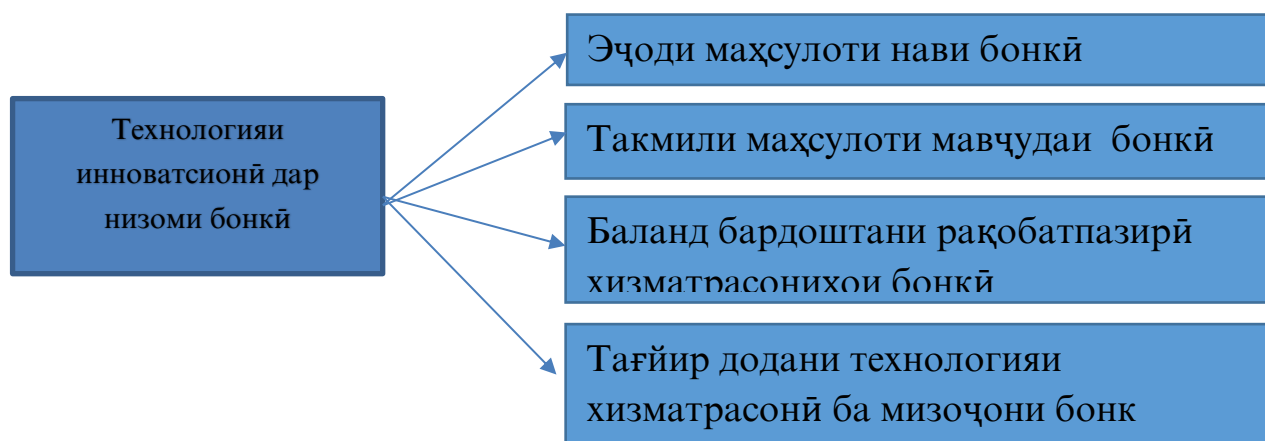 Технологияи
инноватсионӣ дар
низоми бонкӣ
Эҷоди маҳсулоти нави бонкӣ
Такмили маҳсулоти мавҷудаи бонкӣ
Баланд бардоштани рақобатпазирӣ
хизматрасониҳои бонкӣ
Тағйир додани технологияи
хизматрасонӣ ба мизоҷони бонк